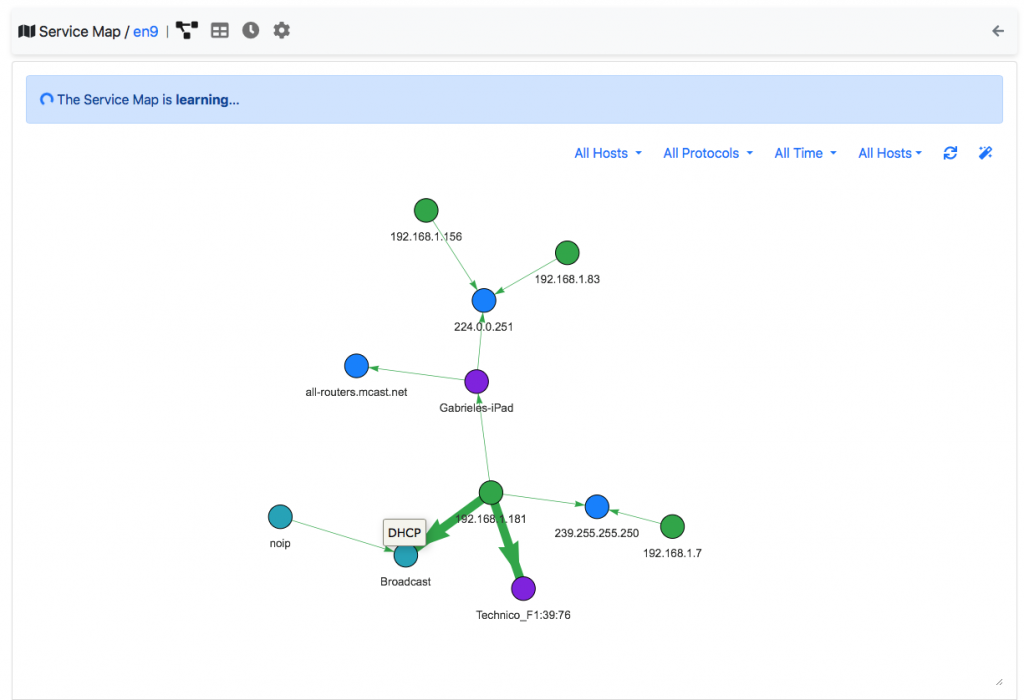 Service Map / en9 |
The Service Map is learning...
All Hosts All Protocols All Time All Hosts
192.168.1.156
192.168.1.83
224.0.0.251
all-routers.mcast.net
Gabrieles-iPad
192.168.1.181
239.255.255.250
DHCP
noip
192.168.1.7
Broadcast
Technico_F1:39:76